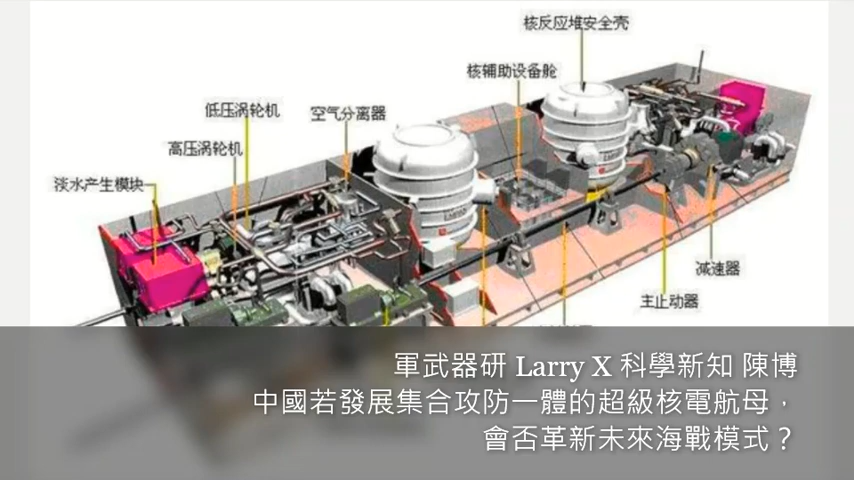 核反应堆安全壳
核辅助设备舱
低压涡轮机
空气分离器
高压涡轮机
淡水产生模块
减速器
主止动器
軍武器研 Larry X 科學新知 陳博
中國若發展集合攻防一體的超級核電航母，
會否革新未來海戰模式？